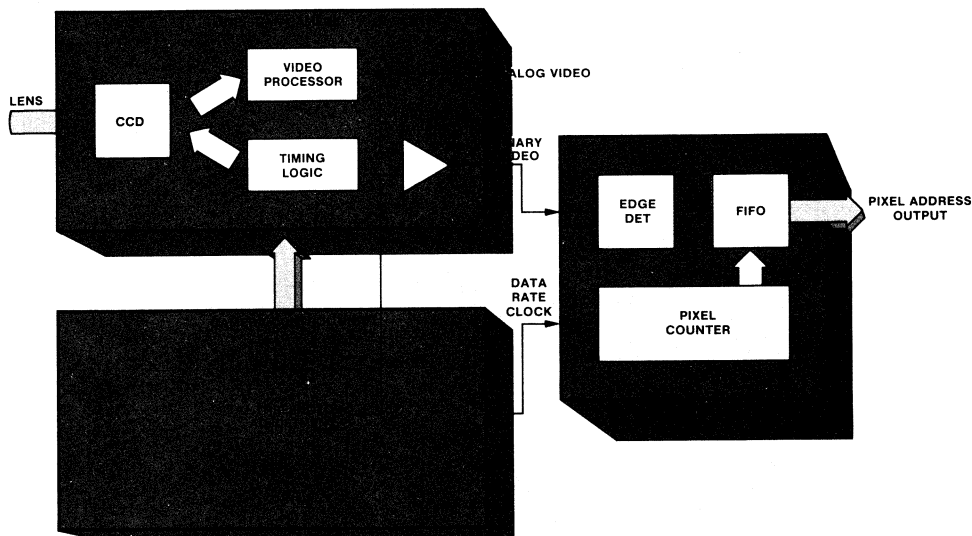 VIDEO
PROCESSOR
ALOG VIDEO
LENS
CCD
TIMING
LOGIC
NARY
DEO
EDGE
DET
FIFO
PIXEL ADDRESS
OUTPUT
DATA
RATE
CLOCK
PIXEL
COUNTER